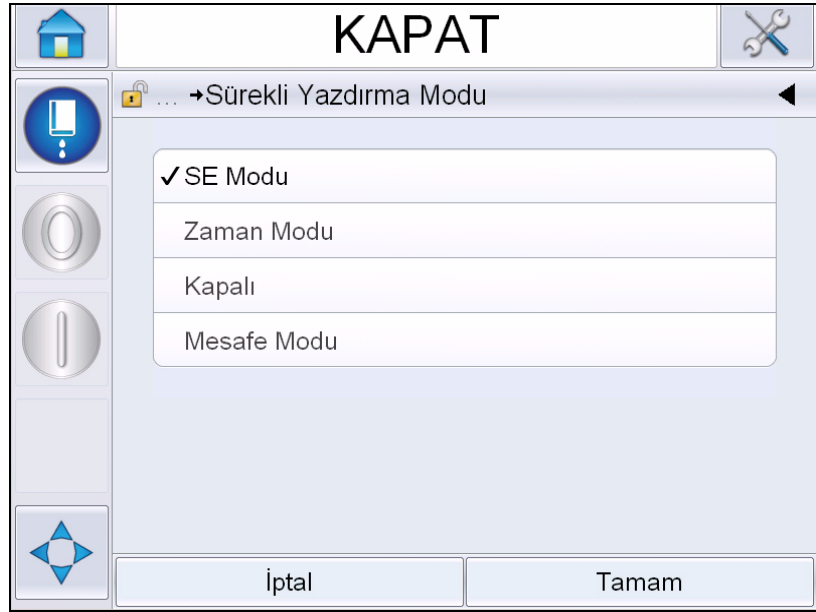 KAPAT
... →Sürekli Yazdırma Modu
✓ SE Modu
Zaman Modu
Kapalı
Mesafe Modu
İptal
Tamam